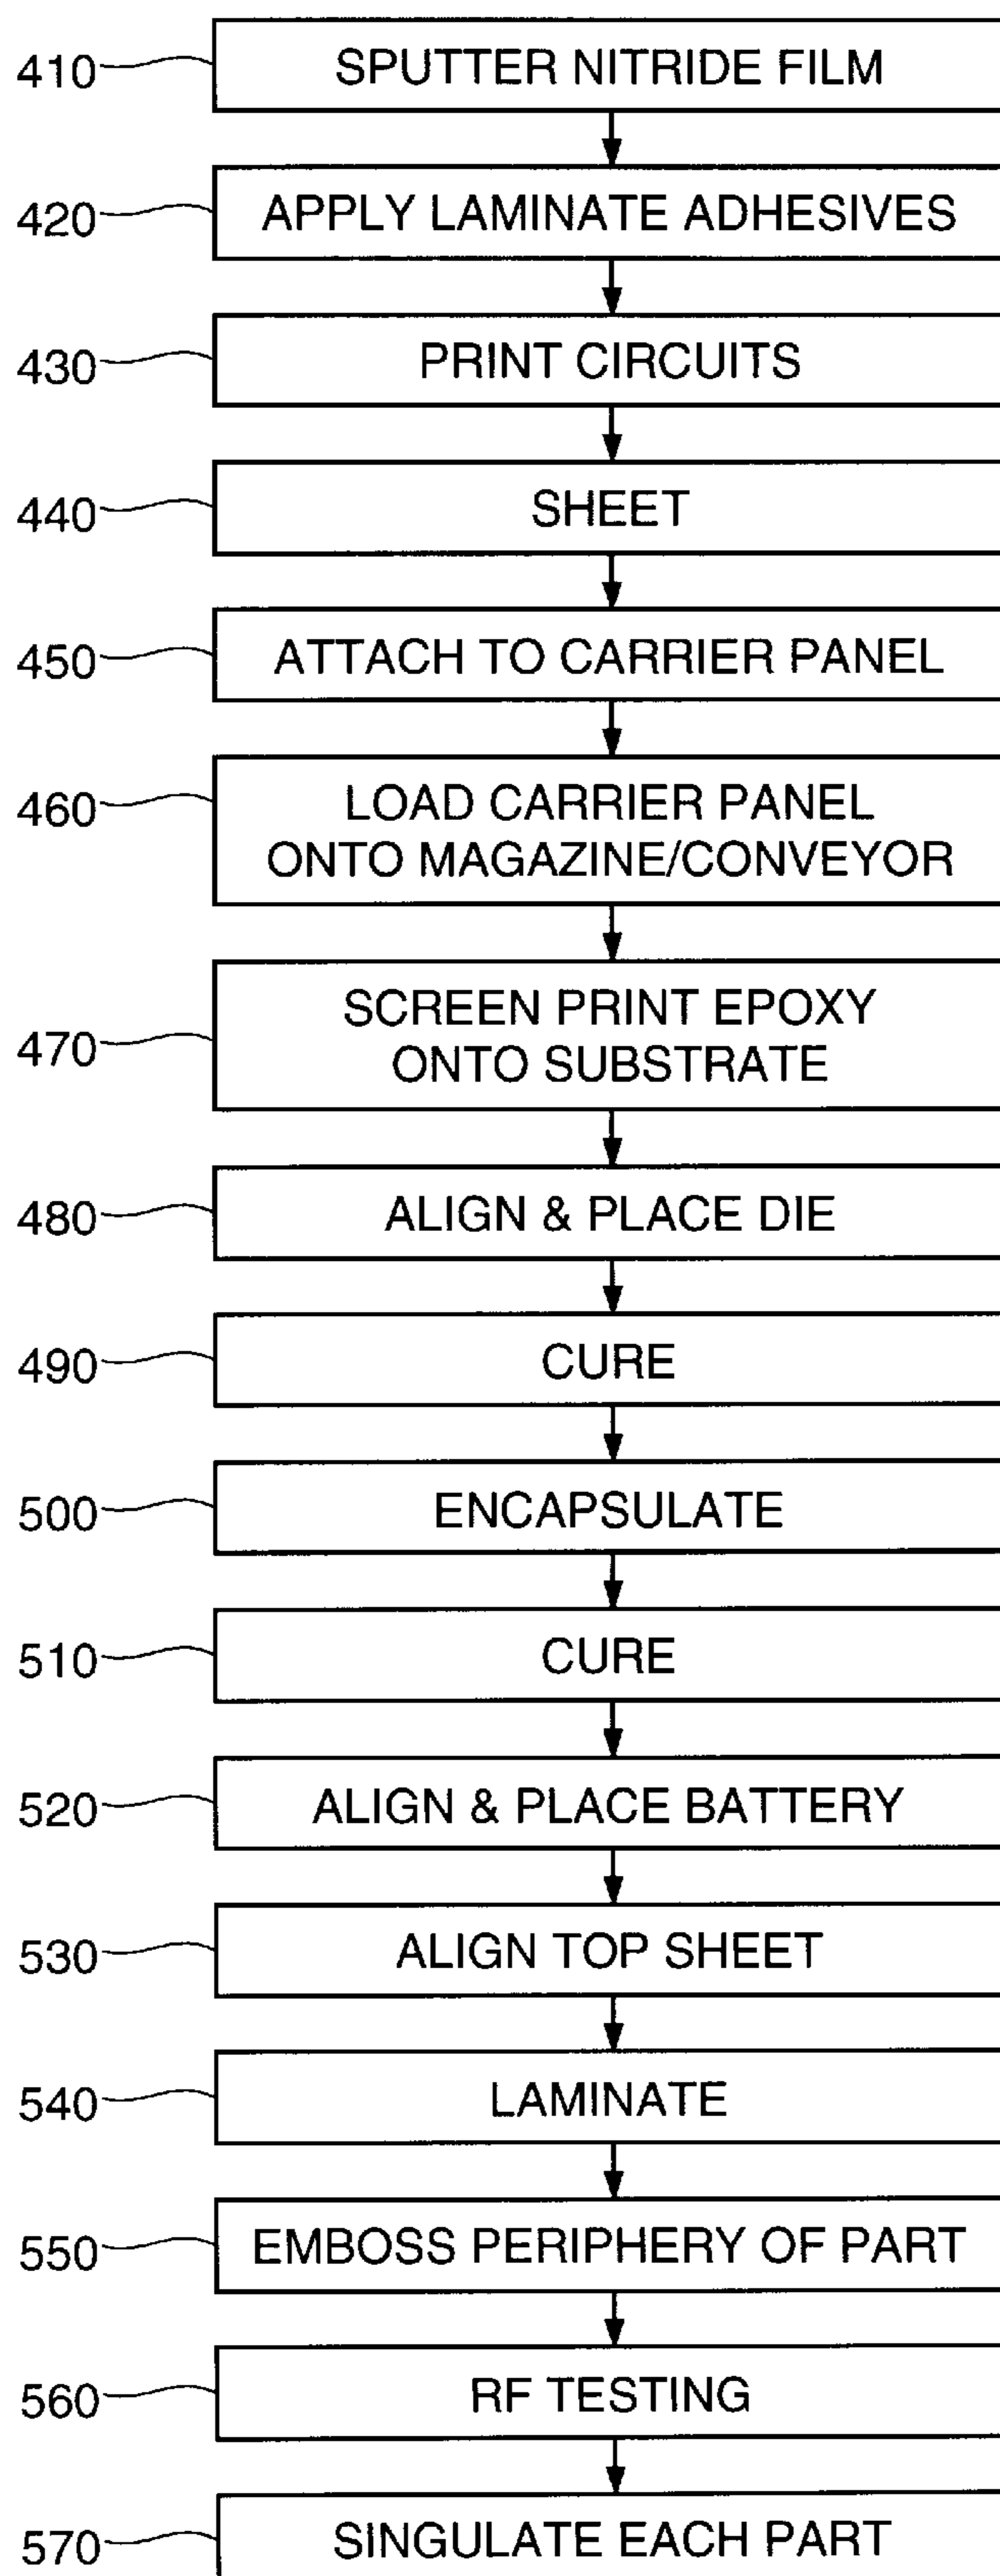 410 SPUTTER NITRIDE FILM
420 APPLY LAMINATE ADHESIVES
430 PRINT CIRCUITS
440 SHEET
450 ATTACH TO CARRIER PANEL
460 LOAD CARRIER PANEL
ONTO MAGAZINE/CONVEYOR
470 SCREEN PRINT EPOXY
ONTO SUBSTRATE
480 ALIGN & PLACE DIE
490 CURE
500 ENCAPSULATE
510 CURE
520 ALIGN & PLACE BATTERY
530 ALIGN TOP SHEET
540 LAMINATE
550 EMBOSS PERIPHERY OF PART
560 RF TESTING
570 SINGULATE EACH PART